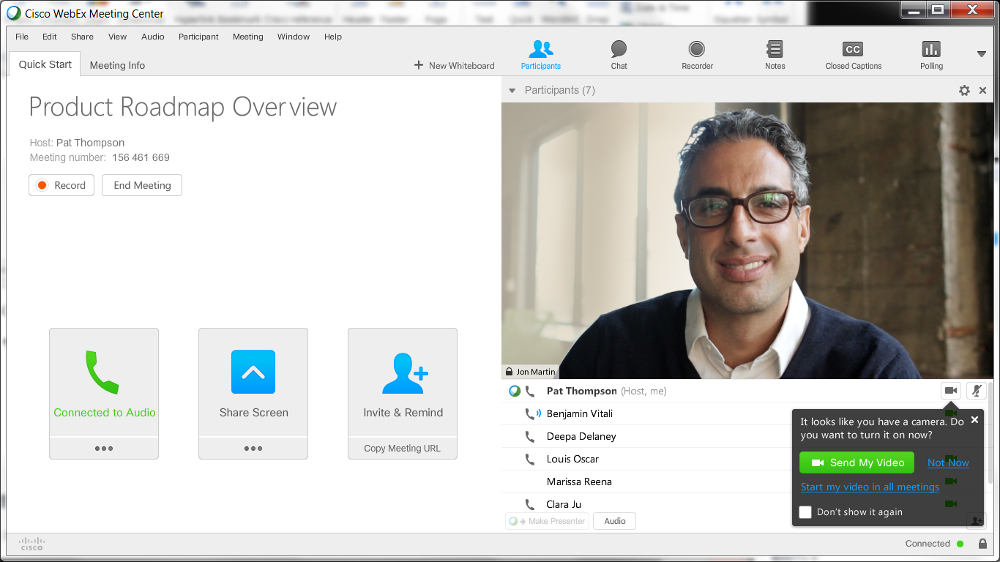 Cisco WebEx Meeting Center
File Edit Share View Audio Participant Meeting Window Help
Quick Start Meeting Info + New Whiteboard
Participants Chat Recorder Notes CC Closed Captions Polling
Participants (7)
Product Roadmap Overview
Host: Pat Thompson
Meeting number: 156 461 669
Record End Meeting
Connected to Audio
Share Screen
Invite & Remind
Copy Meeting URL
Jon Martin
Pat Thompson (Host, me)
Benjamin Vitali
Deepa Delaney
Louis Oscar
Marissa Reena
Clara Ju
Make Presenter Audio
It looks like you have a camera. Do
you want to turn it on now?
Send My Video Not Now
Start my video in all meetings
Don't show it again
CISCO
Connected